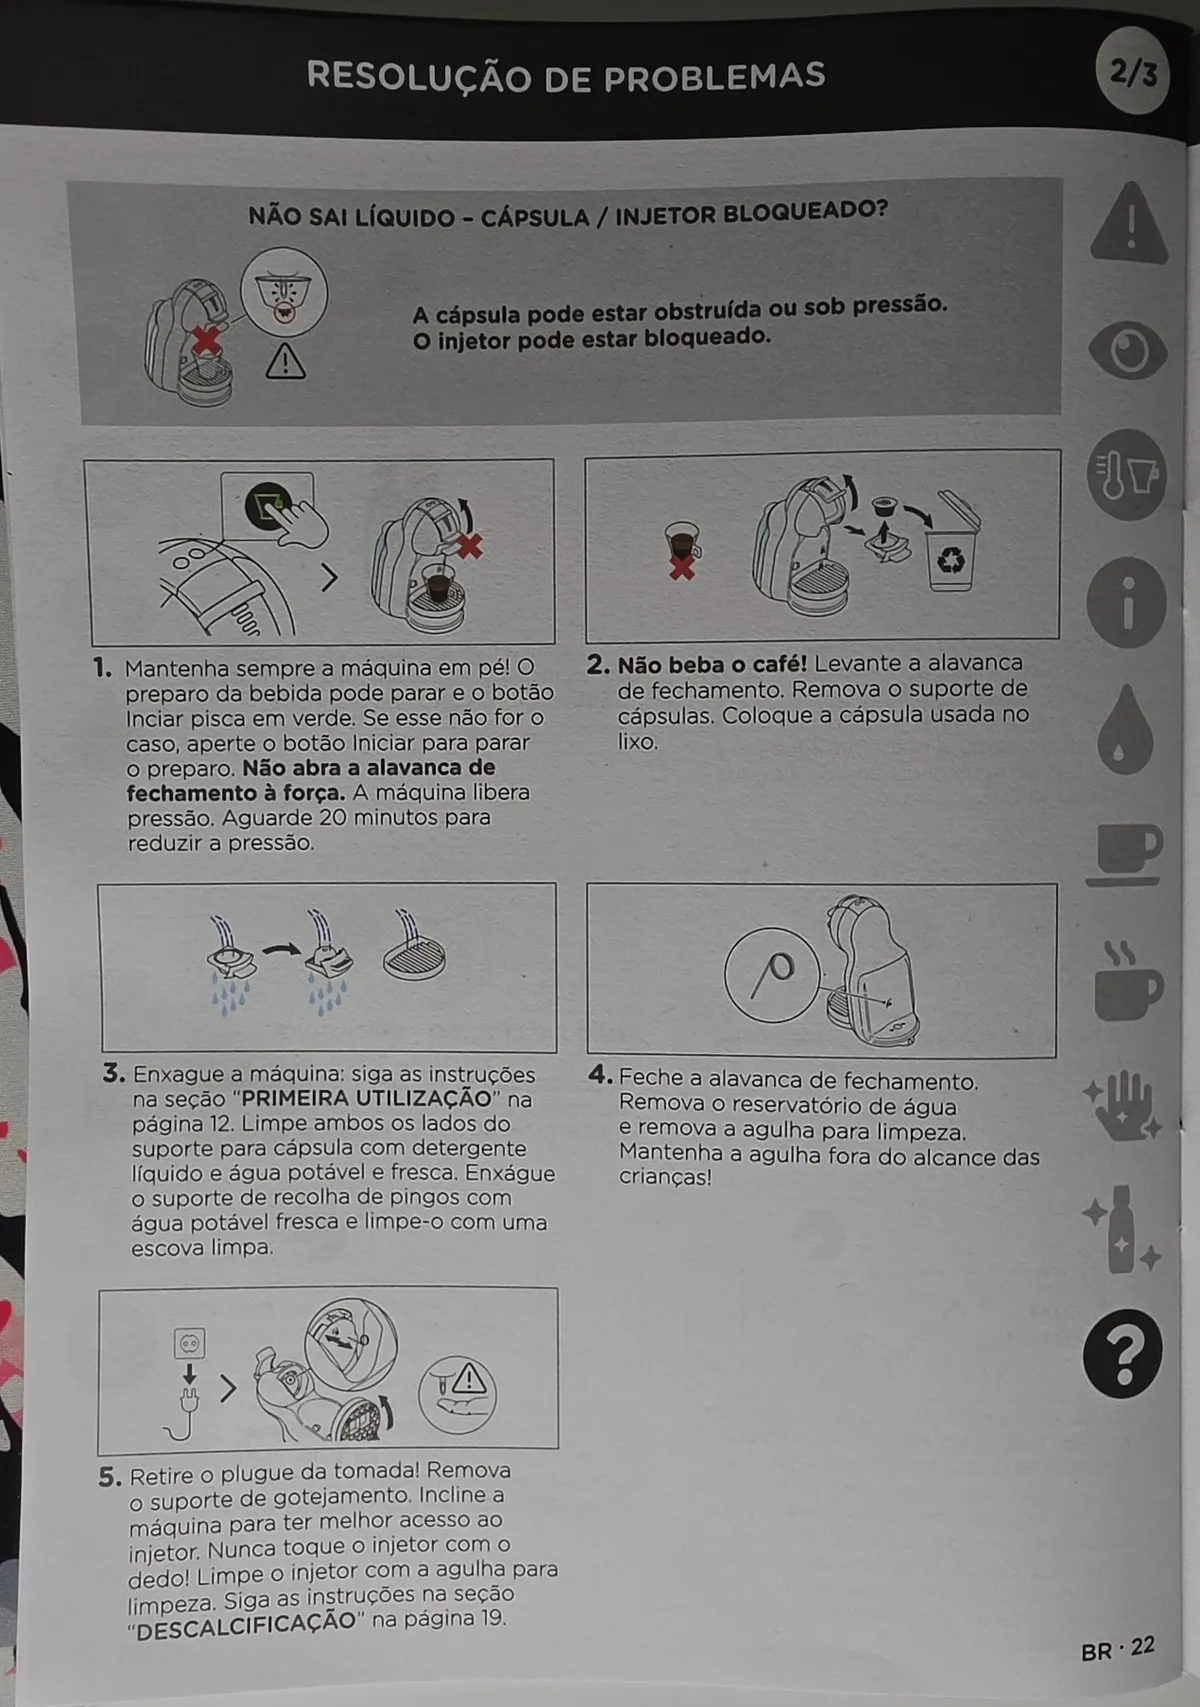 RESOLUÇÃO DE PROBLEMAS
2/3
NÃO SAI LÍQUIDO – CÁPSULA / INJETOR BLOQUEADO?
A cápsula pode estar obstruída ou sob pressão.
O injetor pode estar bloqueado.
1. Mantenha sempre a máquina em pé! O
preparo da bebida pode parar e o botão
Inciar pisca em verde. Se esse não for o
caso, aperte o botão Iniciar para parar
o preparo. Não abra a alavanca de
fechamento à força. A máquina libera
pressão. Aguarde 20 minutos para
reduzir a pressão.
2. Não beba o café! Levante a alavanca
de fechamento. Remova o suporte de
cápsulas. Coloque a cápsula usada no
lixo.
3. Enxague a máquina: siga as instruções
na seção “PRIMEIRA UTILIZAÇÃO” na
página 12. Limpe ambos os lados do
suporte para cápsula com detergente
líquido e água potável e fresca. Enxágue
o suporte de recolha de pingos com
água potável fresca e limpe-o com uma
escova limpa.
4. Feche a alavanca de fechamento.
Remova o reservatório de água
e remova a agulha para limpeza.
Mantenha a agulha fora do alcance das
crianças!
5. Retire o plugue da tomada! Remova
o suporte de gotejamento. Incline a
máquina para ter melhor acesso ao
injetor. Nunca toque o injetor com o
dedo! Limpe o injetor com a agulha para
limpeza. Siga as instruções na seção
“DESCALCIFICAÇÃO” na página 19.
BR · 22